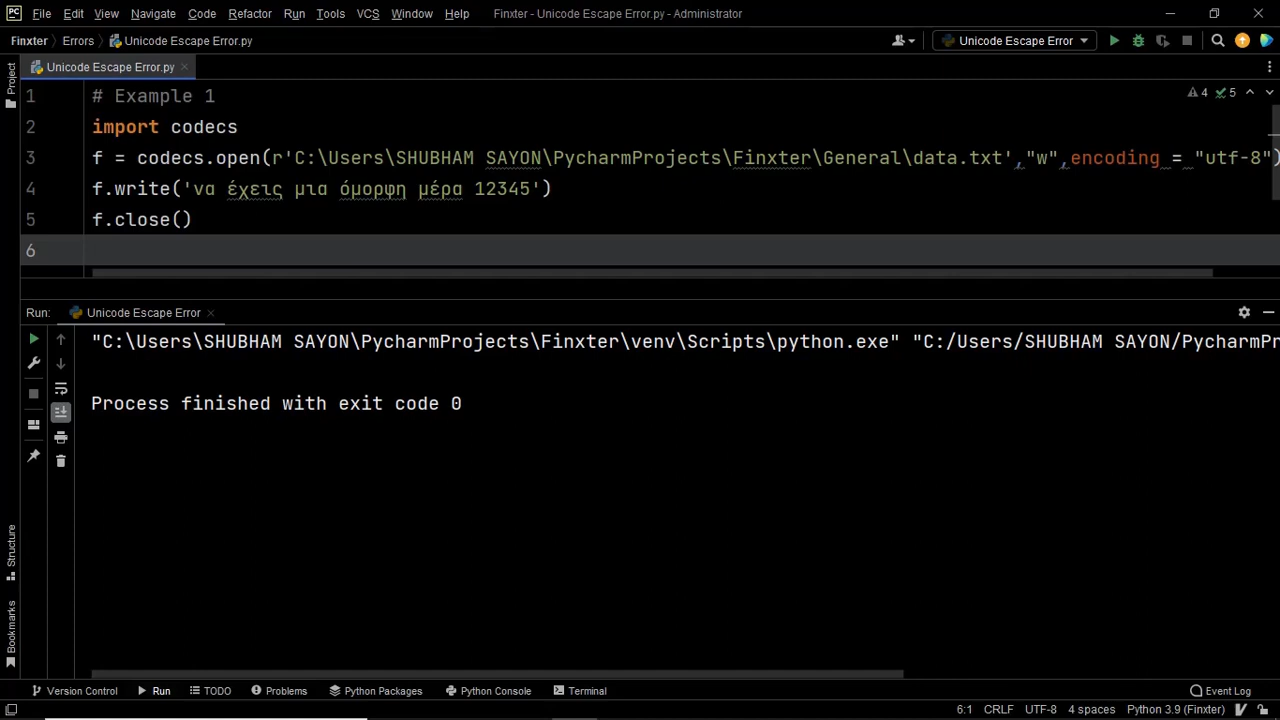 PC File Edit View Navigate Code Refactor Run Tools VCS Window Help Finxter - Unicode Escape Error.py - Administrator
Finxter Errors Unicode Escape Error.py Unicode Escape Error
Project
Unicode Escape Error.py
1 # Example 1
4 5
2 import codecs
3 f = codecs.open(r'C:\Users\SHUBHAM SAYON\PycharmProjects\Finxter\General\data.txt',"w",encoding = "utf-8")
4 f.write('να έχεις μια όμορφη μέρα 12345')
5 f.close()
6
Run: Unicode Escape Error
"C:\Users\SHUBHAM SAYON\PycharmProjects\Finxter\venv\Scripts\python.exe" "C:/Users/SHUBHAM SAYON/PycharmPr
Process finished with exit code 0
Structure
Bookmarks
Version Control Run TODO Problems Python Packages Python Console Terminal Event Log
6:1 CRLF UTF-8 4 spaces Python 3.9 (Finxter)